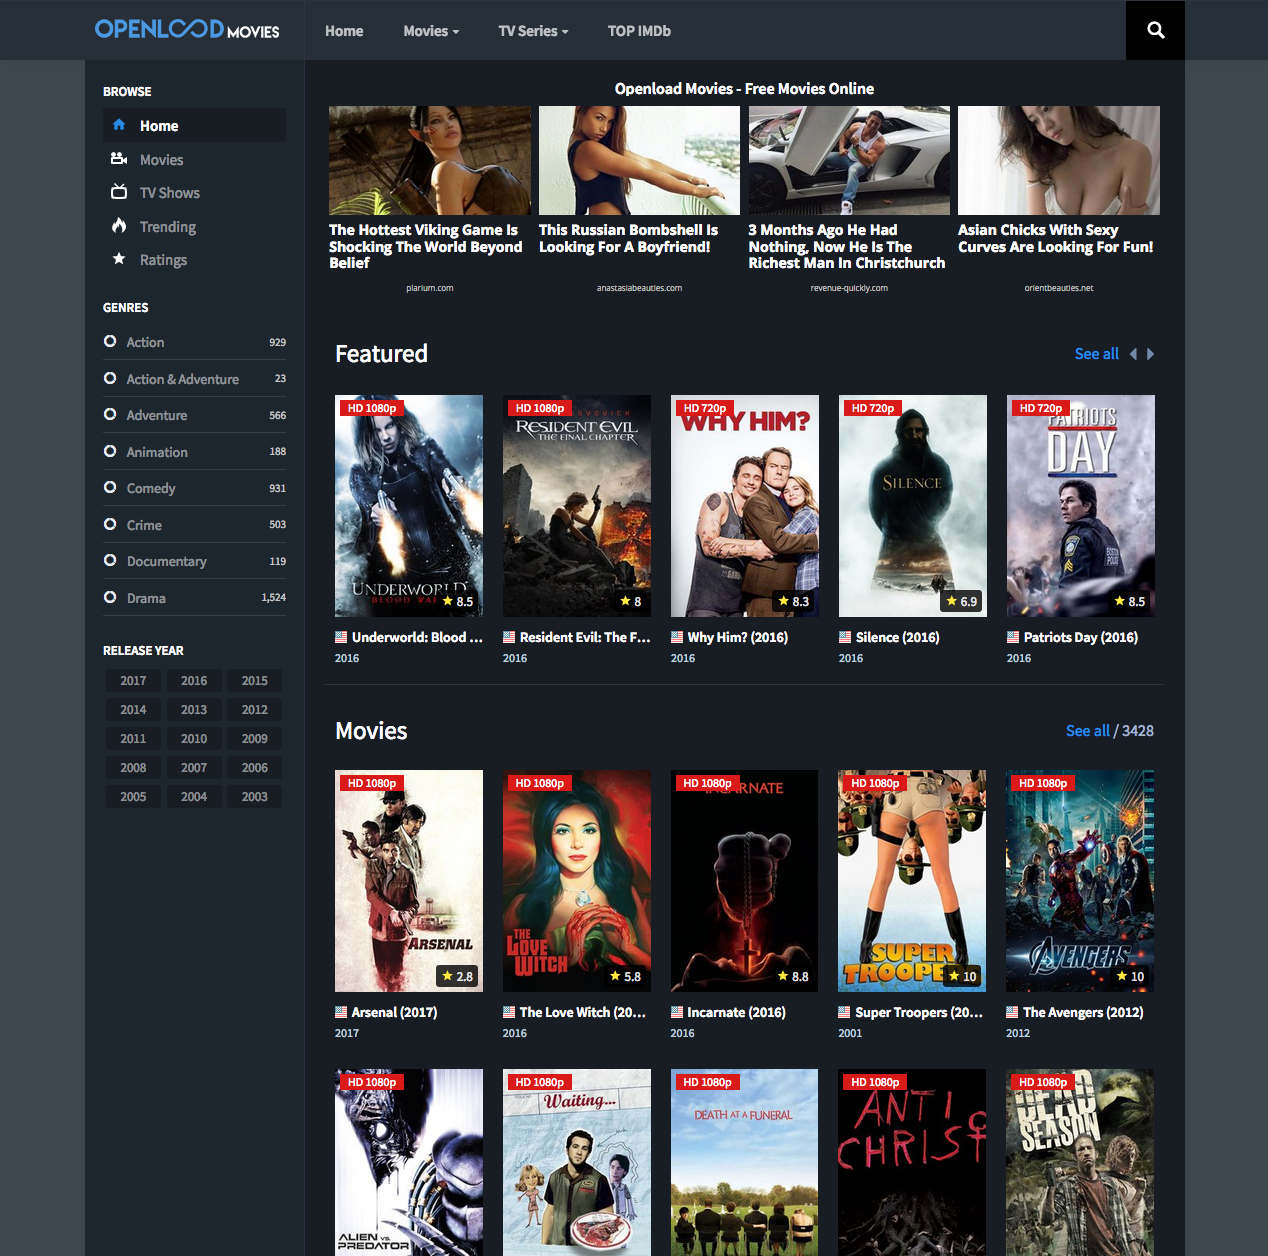 OPENLOOD MOVIES
Home
Movies
TV Series
TOP IMDb
BROWSE
Home
Movies
TV Shows
Trending
Ratings
GENRES
Action 929
Action & Adventure 23
Adventure 566
Animation 188
Comedy 931
Crime 503
Documentary 119
Drama 1,524
RELEASE YEAR
2017 2016 2015
2014 2013 2012
2011 2010 2009
2008 2007 2006
2005 2004 2003
Openload Movies - Free Movies Online
The Hottest Viking Game Is
Shocking The World Beyond
Belief
plarium.com
This Russian Bombshell Is
Looking For A Boyfriend!
anastasiabeauties.com
3 Months Ago He Had
Nothing, Now He Is The
Richest Man In Christchurch
revenue-quickly.com
Asian Chicks With Sexy
Curves Are Looking For Fun!
orientbeauties.net
Featured
See all
HD 1080p
UNDERWORLD
BLOOD WARS
8.5
Underworld: Blood ...
2016
HD 1080p
RESIDENT EVIL
THE FINAL CHAPTER
8
Resident Evil: The F...
2016
HD 720p
WHY HIM?
8.3
Why Him? (2016)
2016
HD 720p
SILENCE
6.9
Silence (2016)
2016
HD 720p
PATRIOTS
DAY
BOSTON
POLICE
8.5
Patriots Day (2016)
2016
Movies
See all / 3428
HD 1080p
ARSENAL
2.8
Arsenal (2017)
2017
HD 1080p
THE
LOVE
WITCH
5.8
The Love Witch (20...
2016
HD 1080p
INCARNATE
8.8
Incarnate (2016)
2016
HD 1080p
SUPER
TROOPE
10
Super Troopers (20...
2001
HD 1080p
AVENGERS
10
The Avengers (2012)
2012
HD 1080p
ALIEN VS.
PREDATOR
HD 1080p
Waiting...
HD 1080p
DEATH AT A FUNERAL
HD 1080p
ANTI
CHRIST
HD 1080p
DEAD
SEASON